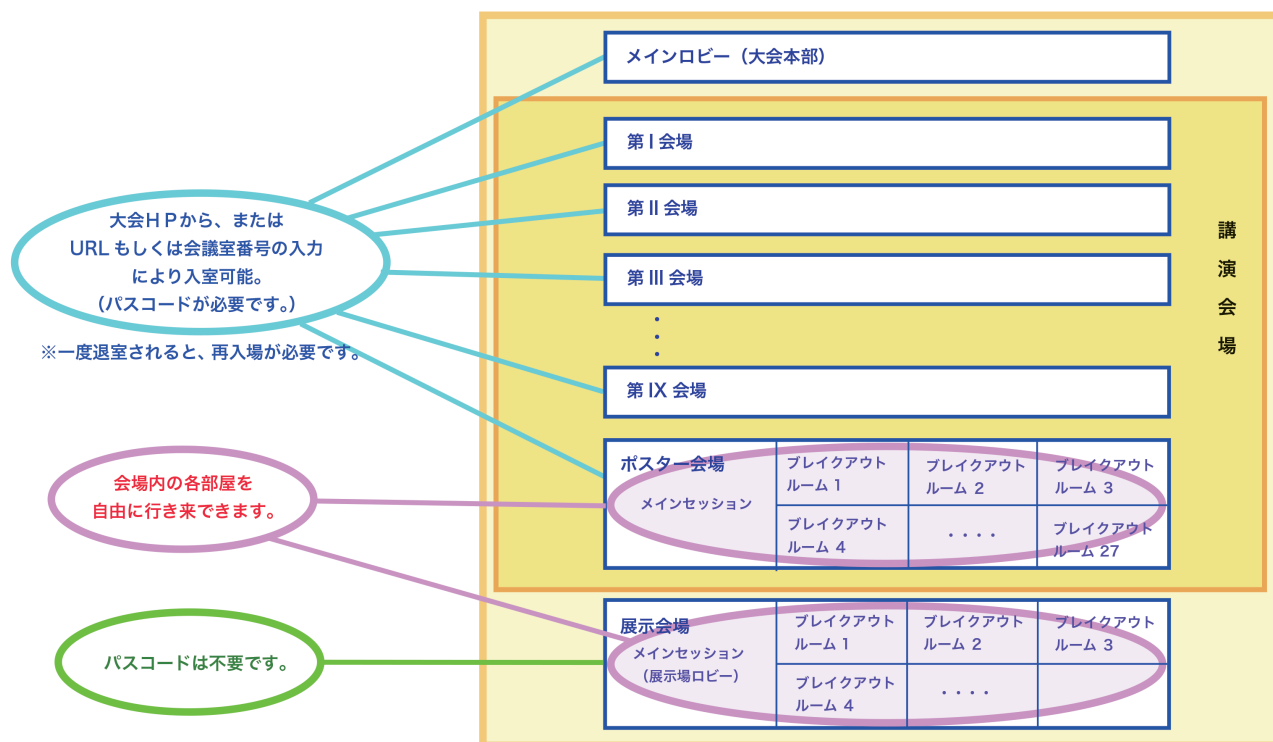 メインロビー（大会本部）
第 I 会場
第 II 会場
第 III 会場
・
・
・
第 IX 会場
講
演
会
場
大会ＨＰから、または
URL もしくは会議室番号の入力
により入室可能。
（パスコードが必要です。）
※一度退室されると、再入場が必要です。
会場内の各部屋を
自由に行き来できます。
パスコードは不要です。
ポスター会場
メインセッション
ブレイクアウト
ルーム 1
ブレイクアウト
ルーム 2
ブレイクアウト
ルーム 3
ブレイクアウト
ルーム 4
・・・・
ブレイクアウト
ルーム 27
展示会場
メインセッション
（展示場ロビー）
ブレイクアウト
ルーム 1
ブレイクアウト
ルーム 2
ブレイクアウト
ルーム 3
ブレイクアウト
ルーム 4
・・・・